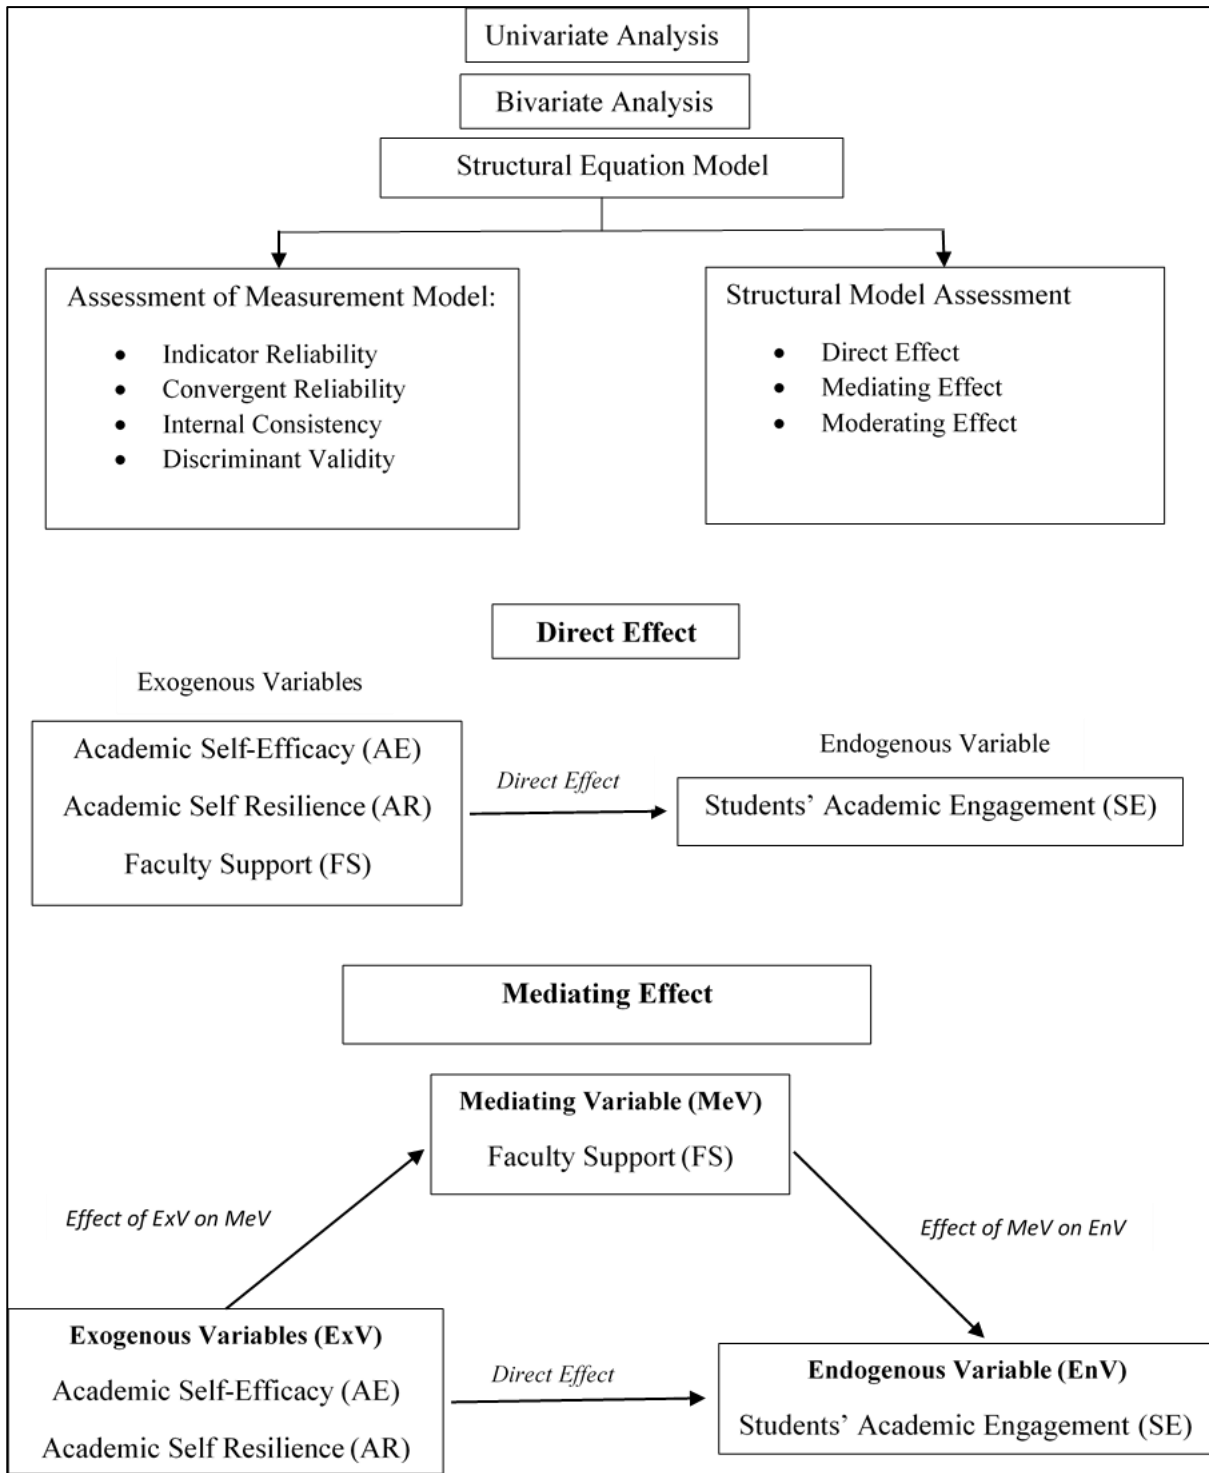 Univariate Analysis
Bivariate Analysis
Structural Equation Model
Assessment of Measurement Model:
• Indicator Reliability
• Convergent Reliability
• Internal Consistency
• Discriminant Validity
Structural Model Assessment
• Direct Effect
• Mediating Effect
• Moderating Effect
Direct Effect
Exogenous Variables
Academic Self-Efficacy (AE)
Academic Self Resilience (AR)
Faculty Support (FS)
Direct Effect
Endogenous Variable
Students’ Academic Engagement (SE)
Mediating Effect
Mediating Variable (MeV)
Faculty Support (FS)
Effect of ExV on MeV
Effect of MeV on EnV
Exogenous Variables (ExV)
Academic Self-Efficacy (AE)
Academic Self Resilience (AR)
Direct Effect
Endogenous Variable (EnV)
Students’ Academic Engagement (SE)